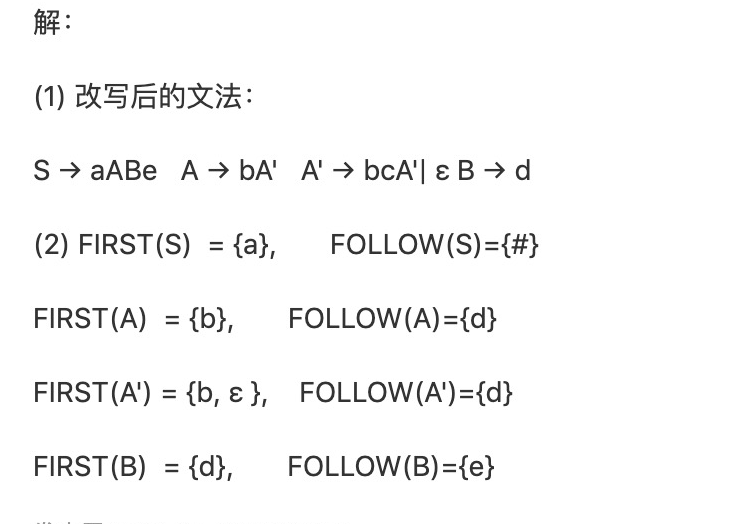 解：
(1) 改写后的文法：
S → aABe A → bA' A' → bcA'| ε B → d
(2) FIRST(S) = {a}, FOLLOW(S)={#}
FIRST(A) = {b}, FOLLOW(A)={d}
FIRST(A') = {b, ε }, FOLLOW(A')={d}
FIRST(B) = {d}, FOLLOW(B)={e}